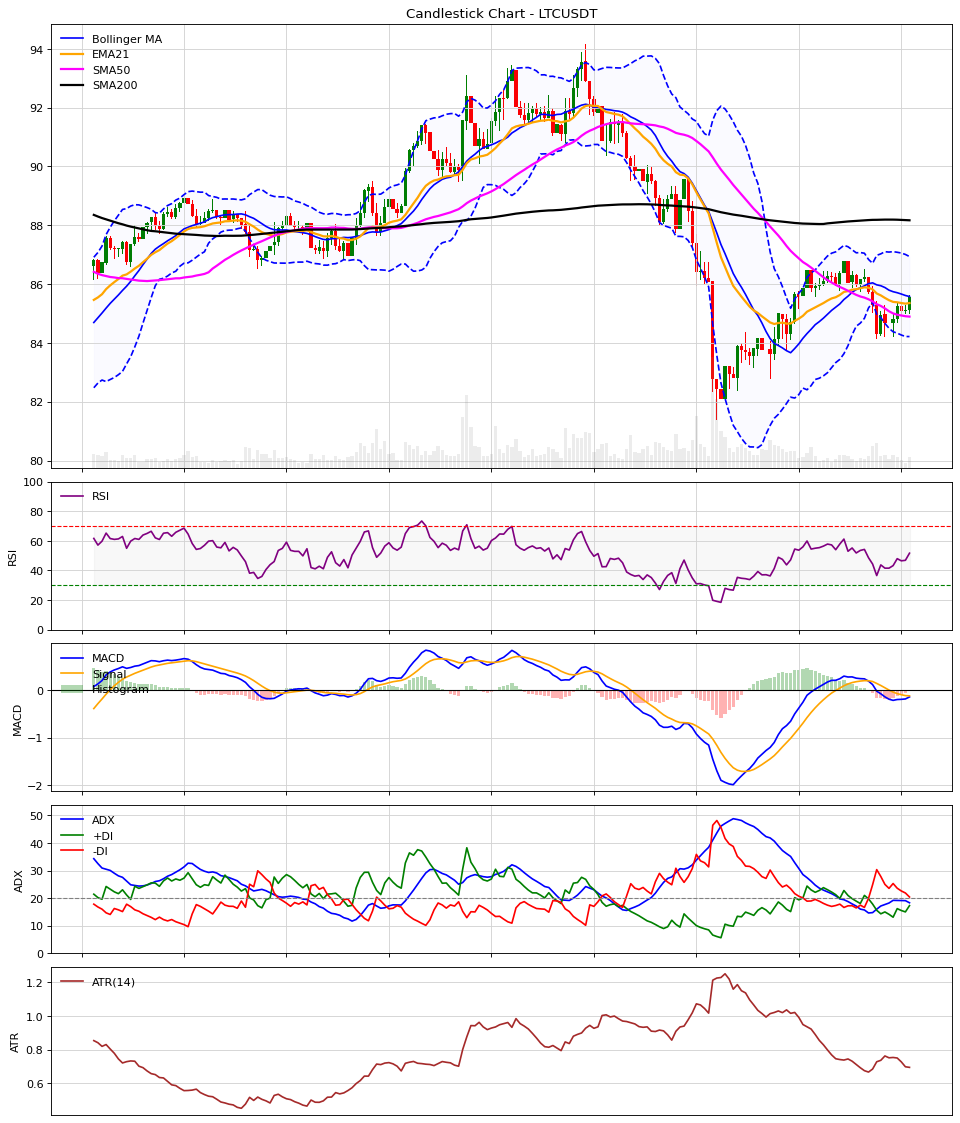 Candlestick Chart - LTCUSDT
Bollinger MA
EMA21
SMA50
SMA200
94
92
90
88
86
84
82
80
RSI
RSI
100
80
60
40
20
0
MACD
Signal
Histogram
MACD
0
−1
−2
ADX
+DI
-DI
ADX
50
40
30
20
10
0
ATR(14)
ATR
1.2
1.0
0.8
0.6